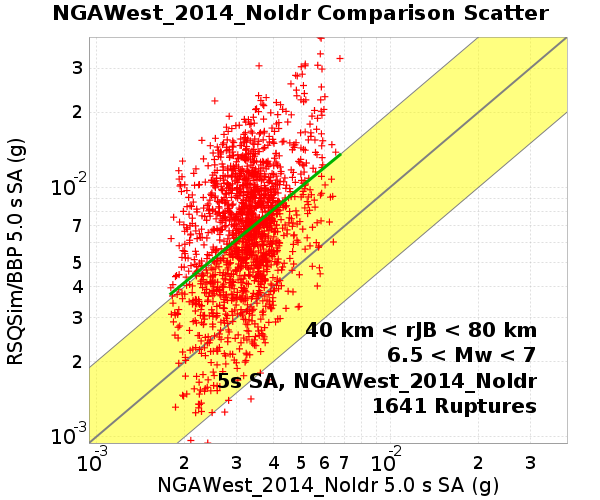 NGAWest_2014_NoIdr Comparison Scatter
RSQSim/BBP 5.0 s SA (g)
3
2
10^-2
7
5
4
3
2
10^-3
40 km < rJB < 80 km
6.5 < Mw < 7
5s SA, NGAWest_2014_NoIdr
1641 Ruptures
10^-3 2 3 4 5 6 7 10^-2 2 3
NGAWest_2014_NoIdr 5.0 s SA (g)